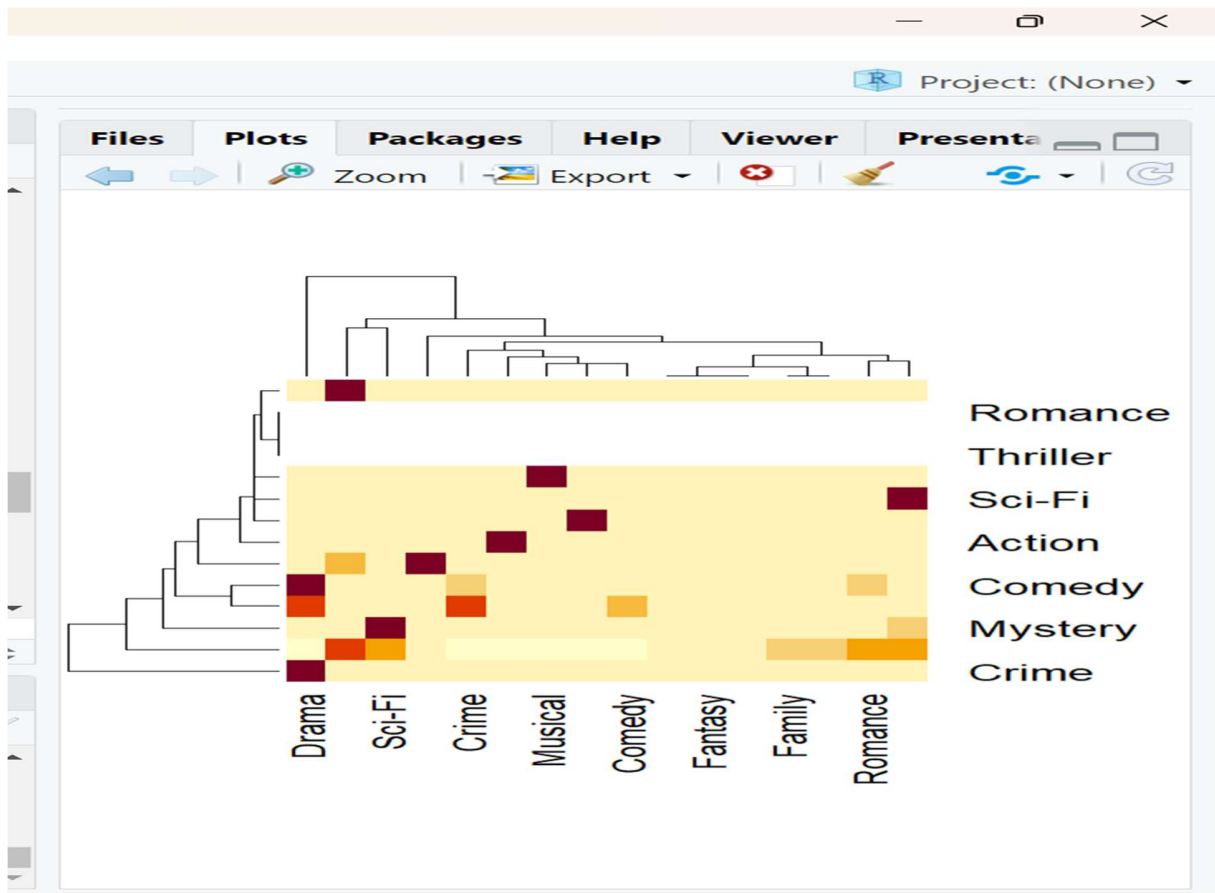 Project: (None)
Files Plots Packages Help Viewer Presenta
Zoom Export
Romance
Thriller
Sci-Fi
Action
Comedy
Mystery
Crime
Drama Sci-Fi Crime Musical Comedy Fantasy Family Romance